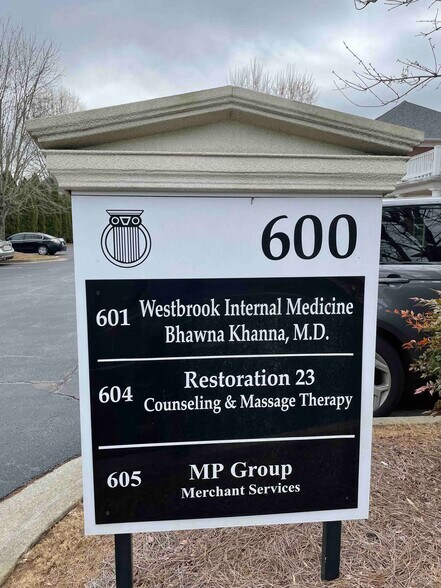 600
601 Westbrook Internal Medicine
Bhawna Khanna, M.D.
604 Restoration 23
Counseling & Massage Therapy
605 MP Group
Merchant Services